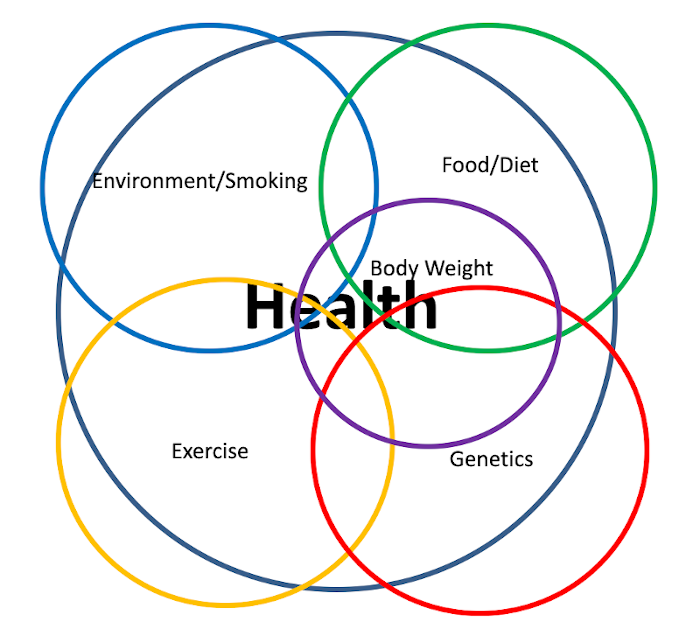 Food/Diet
Environment/Smoking
Body Weight
Health
Exercise
Genetics